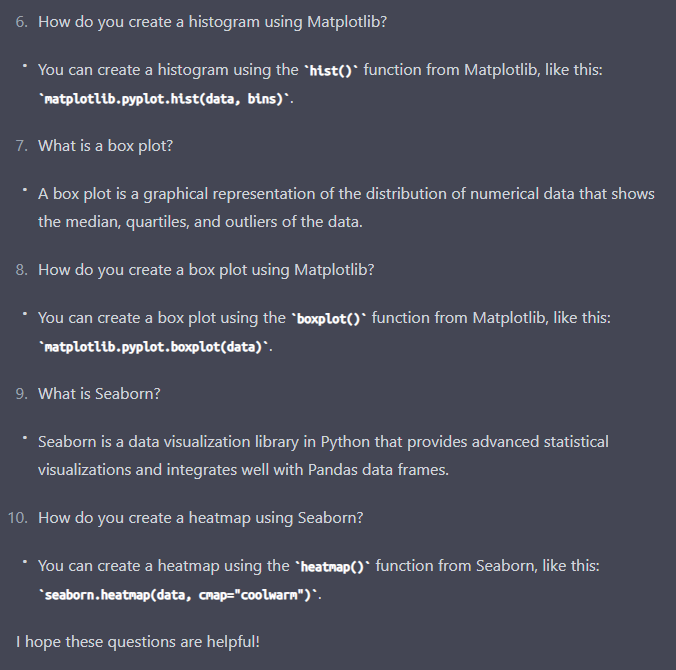 6. How do you create a histogram using Matplotlib?
• You can create a histogram using the `hist()` function from Matplotlib, like this:
`matplotlib.pyplot.hist(data, bins)`.
7. What is a box plot?
• A box plot is a graphical representation of the distribution of numerical data that shows
the median, quartiles, and outliers of the data.
8. How do you create a box plot using Matplotlib?
• You can create a box plot using the `boxplot()` function from Matplotlib, like this:
`matplotlib.pyplot.boxplot(data)`.
9. What is Seaborn?
• Seaborn is a data visualization library in Python that provides advanced statistical
visualizations and integrates well with Pandas data frames.
10. How do you create a heatmap using Seaborn?
• You can create a heatmap using the `heatmap()` function from Seaborn, like this:
`seaborn.heatmap(data, cmap="coolwarm")`.
I hope these questions are helpful!